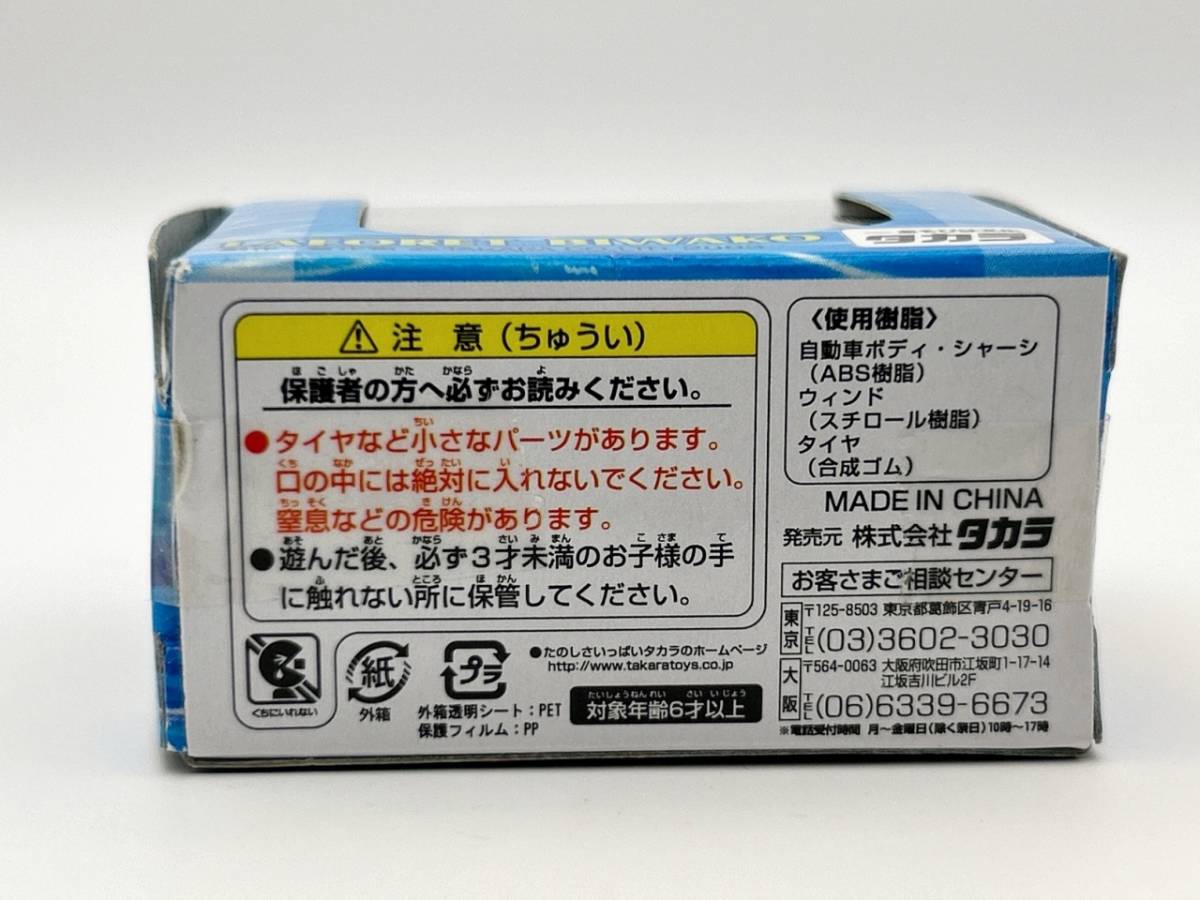 LAFORET BIWAKO
タカラ
注意（ちゅうい）
保護者の方へ必ずお読みください。
●タイヤなど小さなパーツがあります。
口の中には絶対に入れないでください。
窒息などの危険があります。
●遊んだ後、必ず3才未満のお子様の手
に触れない所に保管してください。
くちにいれない
紙
外箱
プラ
外箱透明シート：PET
保護フィルム：PP
●たのしさいっぱいタカラのホームページ
http://www.takaratoys.co.jp
対象年齢6才以上
〈使用樹脂〉
自動車ボディ・シャーシ
（ABS樹脂）
ウィンド
（スチロール樹脂）
タイヤ
（合成ゴム）
MADE IN CHINA
発売元 株式会社タカラ
お客さまご相談センター
東京 〒125-8503 東京都葛飾区青戸4-19-16
TEL(03)3602-3030
大阪 〒564-0063 大阪府吹田市江坂町1-17-14
江坂吉川ビル2F
TEL(06)6339-6673
※電話受付時間 月～金曜日（除く祭日）10時～17時